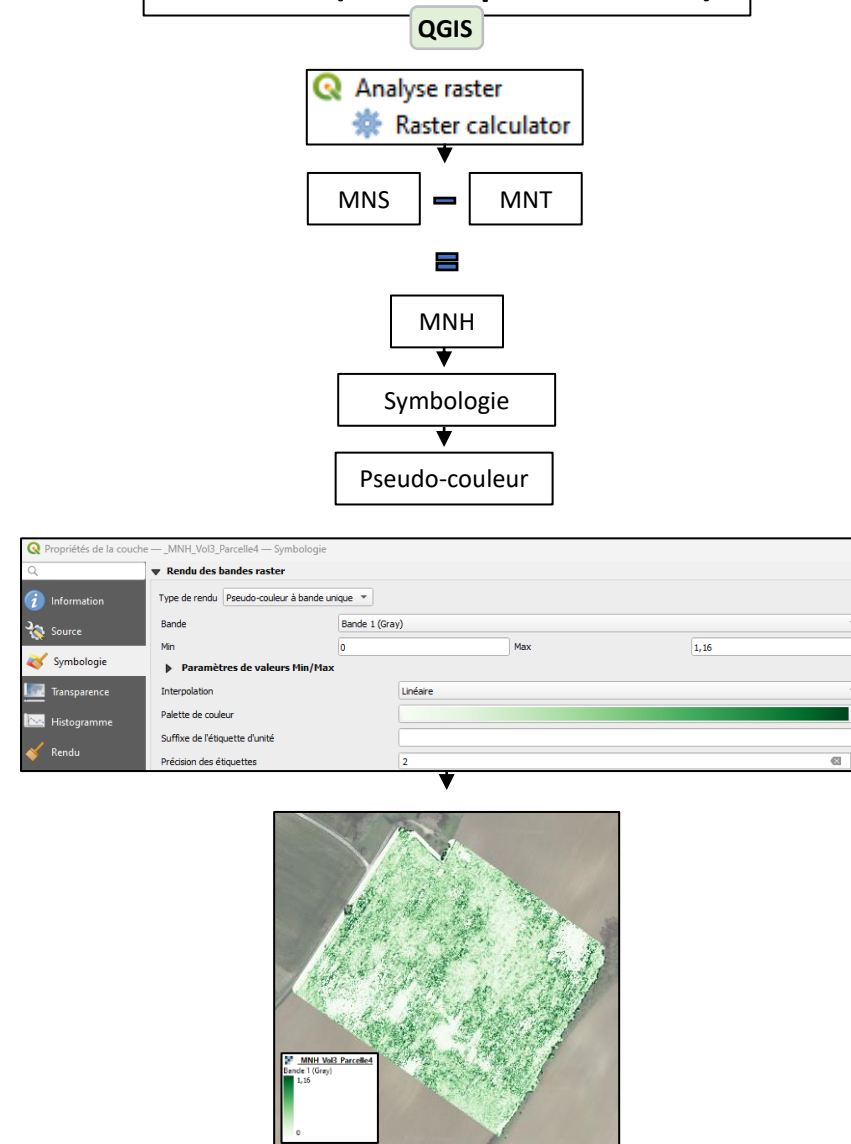 QGIS
Analyse raster
Raster calculator
MNS
MNT
MNH
Symbologie
Pseudo-couleur
Propriétés de la couche — _MNH_Vol3_Parcelle4 — Symbologie
Rendu des bandes raster
Information
Source
Symbologie
Transparence
Histogramme
Rendu
Type de rendu Pseudo-couleur à bande unique
Bande Bande 1 (Gray)
Min 0 Max 1,16
Paramètres de valeurs Min/Max
Interpolation Linéaire
Palette de couleur
Suffixe de l'étiquette d'unité
Précision des étiquettes 2
_MNH_Vol3_Parcelle4
Bande 1 (Gray)
1,16
0